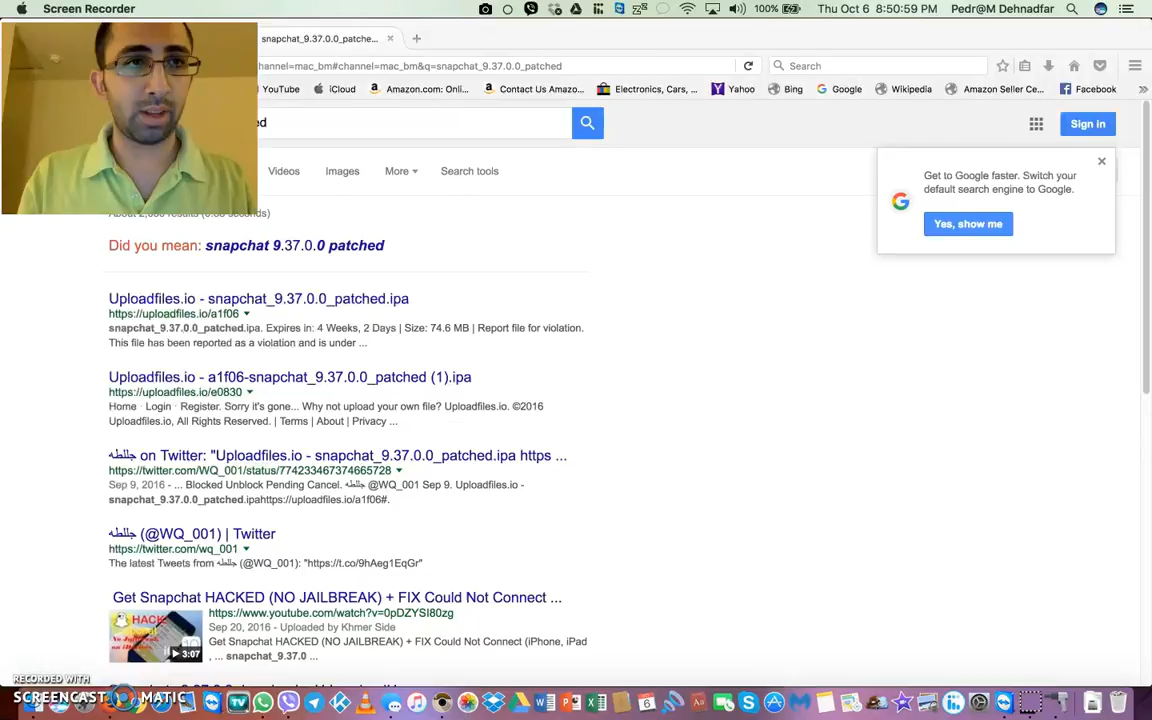 Screen Recorder
100%
Thu Oct 6 8:50:59 PM
Pedr@M Dehnadfar
snapchat_9.37.0.0_patche...
hannel=mac_bm#channel=mac_bm&q=snapchat_9.37.0.0_patched
Search
YouTube
iCloud
Amazon.com: Onli...
Contact Us Amazo...
Electronics, Cars, ...
Yahoo
Bing
Google
Wikipedia
Amazon Seller Ce...
Facebook
ed
Sign in
Videos
Images
More
Search tools
Get to Google faster. Switch your
default search engine to Google.
Yes, show me
Did you mean: snapchat 9.37.0.0 patched
Uploadfiles.io - snapchat_9.37.0.0_patched.ipa
https://uploadfiles.io/a1f06
snapchat_9.37.0.0_patched.ipa. Expires in: 4 Weeks, 2 Days | Size: 74.6 MB | Report file for violation.
This file has been reported as a violation and is under ...
Uploadfiles.io - a1f06-snapchat_9.37.0.0_patched (1).ipa
https://uploadfiles.io/e0830
Home · Login · Register. Sorry it's gone... Why not upload your own file? Uploadfiles.io. ©2016
Uploadfiles.io, All Rights Reserved. | Terms | About | Privacy ...
جللطه on Twitter: "Uploadfiles.io - snapchat_9.37.0.0_patched.ipa https ...
https://twitter.com/WQ_001/status/774233467374665728
Sep 9, 2016 - ... Blocked Unblock Pending Cancel. جللطه @WQ_001 Sep 9. Uploadfiles.io -
snapchat_9.37.0.0_patched.ipahttps://uploadfiles.io/a1f06#.
جللطه (@WQ_001) | Twitter
https://twitter.com/wq_001
The latest Tweets from جللطه (@WQ_001): "https://t.co/9hAeg1EqGr"
Get Snapchat HACKED (NO JAILBREAK) + FIX Could Not Connect ...
https://www.youtube.com/watch?v=0pDZYSI80zg
Sep 20, 2016 - Uploaded by Khmer Side
Get Snapchat HACKED (NO JAILBREAK) + FIX Could Not Connect (iPhone, iPad
, ... snapchat_9.37.0 ...
HACK
3:07
RECORDED WITH
SCREENCAST MATIC